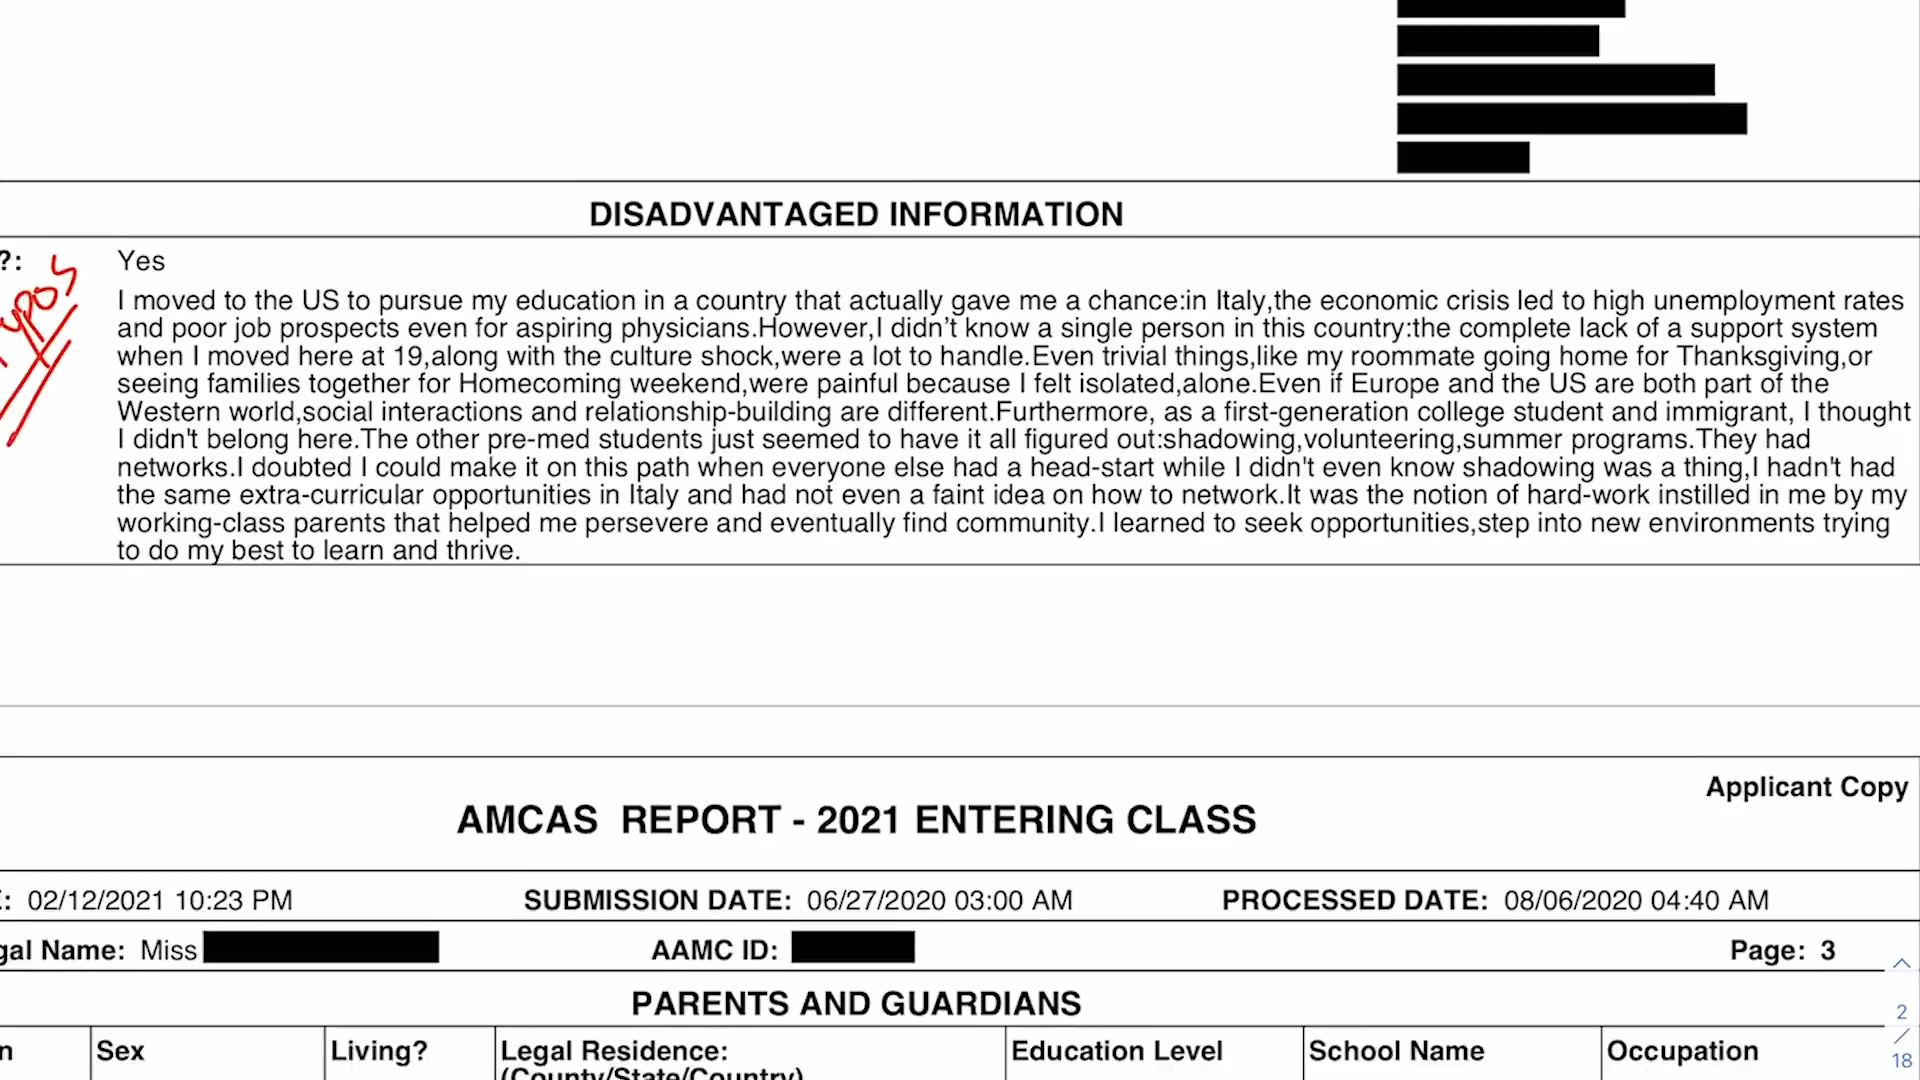 DISADVANTAGED INFORMATION
?: Yes
ypos
I moved to the US to pursue my education in a country that actually gave me a chance:in Italy,the economic crisis led to high unemployment rates
and poor job prospects even for aspiring physicians.However,I didn’t know a single person in this country:the complete lack of a support system
when I moved here at 19,along with the culture shock,were a lot to handle.Even trivial things,like my roommate going home for Thanksgiving,or
seeing families together for Homecoming weekend,were painful because I felt isolated,alone.Even if Europe and the US are both part of the
Western world,social interactions and relationship-building are different.Furthermore, as a first-generation college student and immigrant, I thought
I didn't belong here.The other pre-med students just seemed to have it all figured out:shadowing,volunteering,summer programs.They had
networks.I doubted I could make it on this path when everyone else had a head-start while I didn't even know shadowing was a thing,I hadn't had
the same extra-curricular opportunities in Italy and had not even a faint idea on how to network.It was the notion of hard-work instilled in me by my
working-class parents that helped me persevere and eventually find community.I learned to seek opportunities,step into new environments trying
to do my best to learn and thrive.
Applicant Copy
AMCAS REPORT - 2021 ENTERING CLASS
: 02/12/2021 10:23 PM SUBMISSION DATE: 06/27/2020 03:00 AM PROCESSED DATE: 08/06/2020 04:40 AM
gal Name: Miss AAMC ID: Page: 3
PARENTS AND GUARDIANS
n Sex Living? Legal Residence: Education Level School Name Occupation
(County/State/Country)
2
/
18